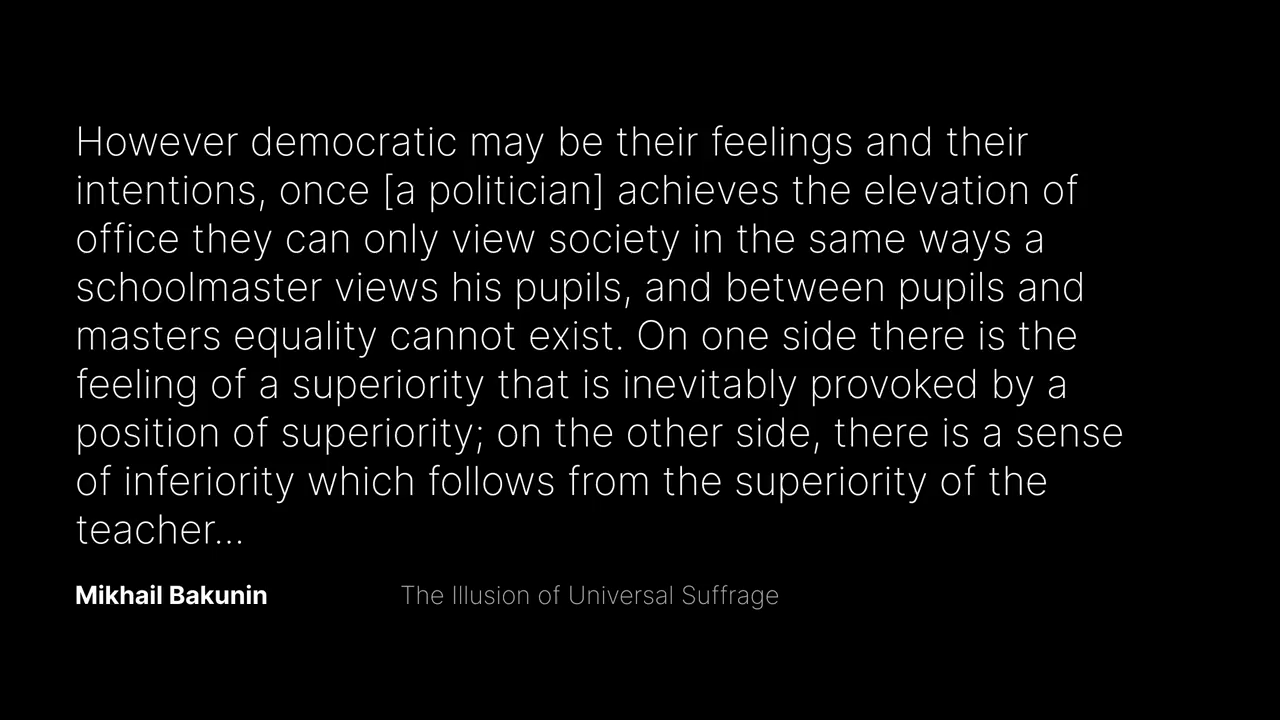 However democratic may be their feelings and their
intentions, once [a politician] achieves the elevation of
office they can only view society in the same ways a
schoolmaster views his pupils, and between pupils and
masters equality cannot exist. On one side there is the
feeling of a superiority that is inevitably provoked by a
position of superiority; on the other side, there is a sense
of inferiority which follows from the superiority of the
teacher...
Mikhail Bakunin The Illusion of Universal Suffrage